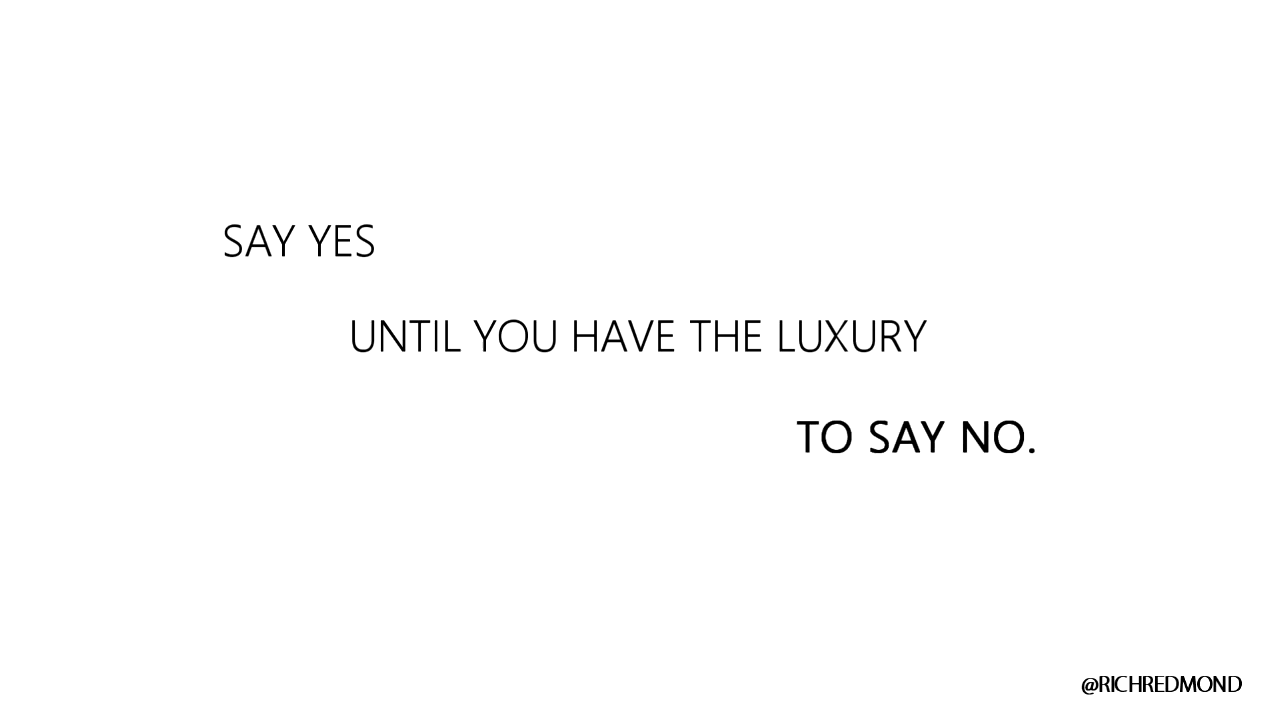 SAY YES
UNTIL YOU HAVE THE LUXURY
TO SAY NO.
@RICHREDMOND